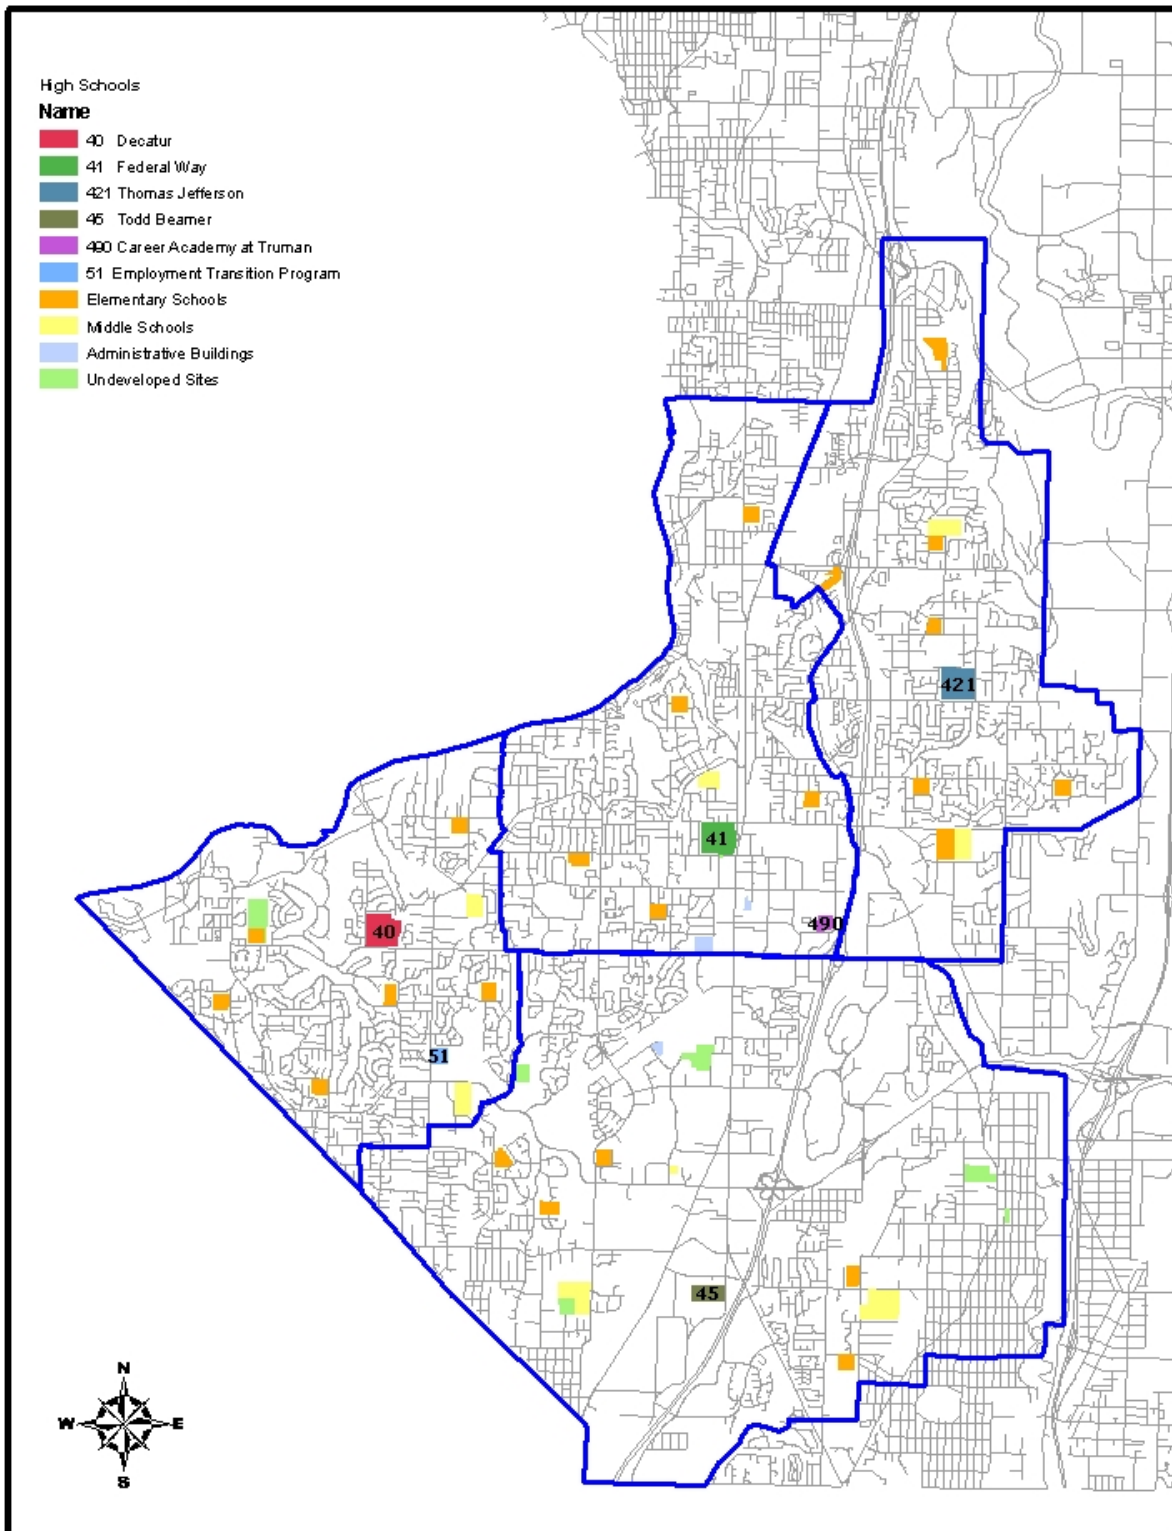 High Schools
Name
40 Decatur
41 Federal Way
421 Thomas Jefferson
45 Todd Beamer
490 Career Academy at Truman
51 Employment Transition Program
Elementary Schools
Middle Schools
Administrative Buildings
Undeveloped Sites
421
41
490
40
51
45
N
W E
S